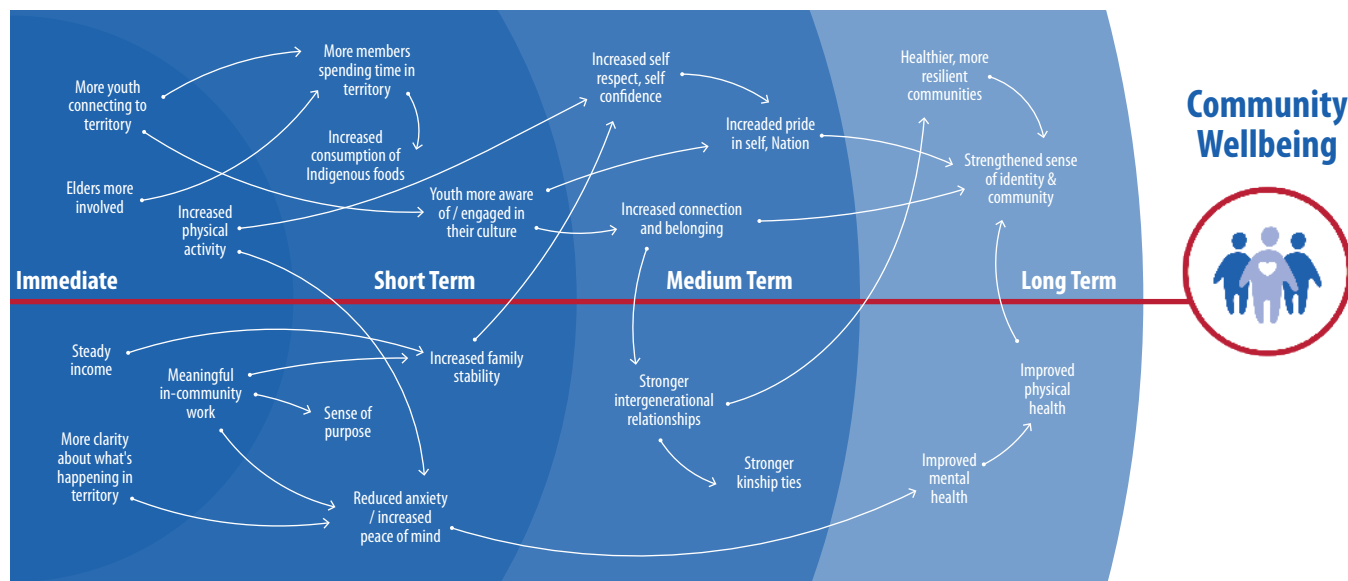 More youth
connecting to
territory
Elders more
involved
Increased
physical
activity
Immediate
Steady
income
Meaningful
in-community
work
More clarity
about what's
happening in
territory
More members
spending time in
territory
Increased
consumption of
Indigenous foods
Youth more aware
of / engaged in
their culture
Short Term
Increased family
stability
Sense of
purpose
Reduced anxiety
/ increased
peace of mind
Increased self
respect, self
confidence
Increaded pride
in self, Nation
Increased connection
and belonging
Medium Term
Stronger
intergenerational
relationships
Stronger
kinship ties
Healthier, more
resilient
communities
Strengthened sense
of identity &
community
Long Term
Improved
physical
health
Improved
mental
health
Community
Wellbeing